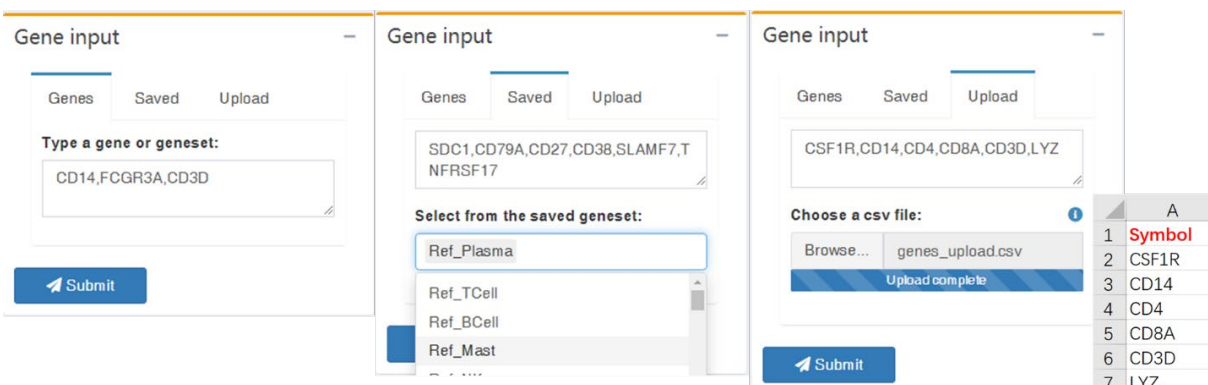 Gene input
Genes Saved Upload
Type a gene or geneset:
CD14,FCGR3A,CD3D
Submit
Gene input
Genes Saved Upload
SDC1,CD79A,CD27,CD38,SLAMF7,T
NFRSF17
Select from the saved geneset:
Ref_Plasma
Ref_TCell
Ref_BCell
Ref_Mast
Gene input
Genes Saved Upload
CSF1R,CD14,CD4,CD8A,CD3D,LYZ
Choose a csv file:
Browse... genes_upload.csv
Upload complete
Submit
A
1 Symbol
2 CSF1R
3 CD14
4 CD4
5 CD8A
6 CD3D
7 LYZ